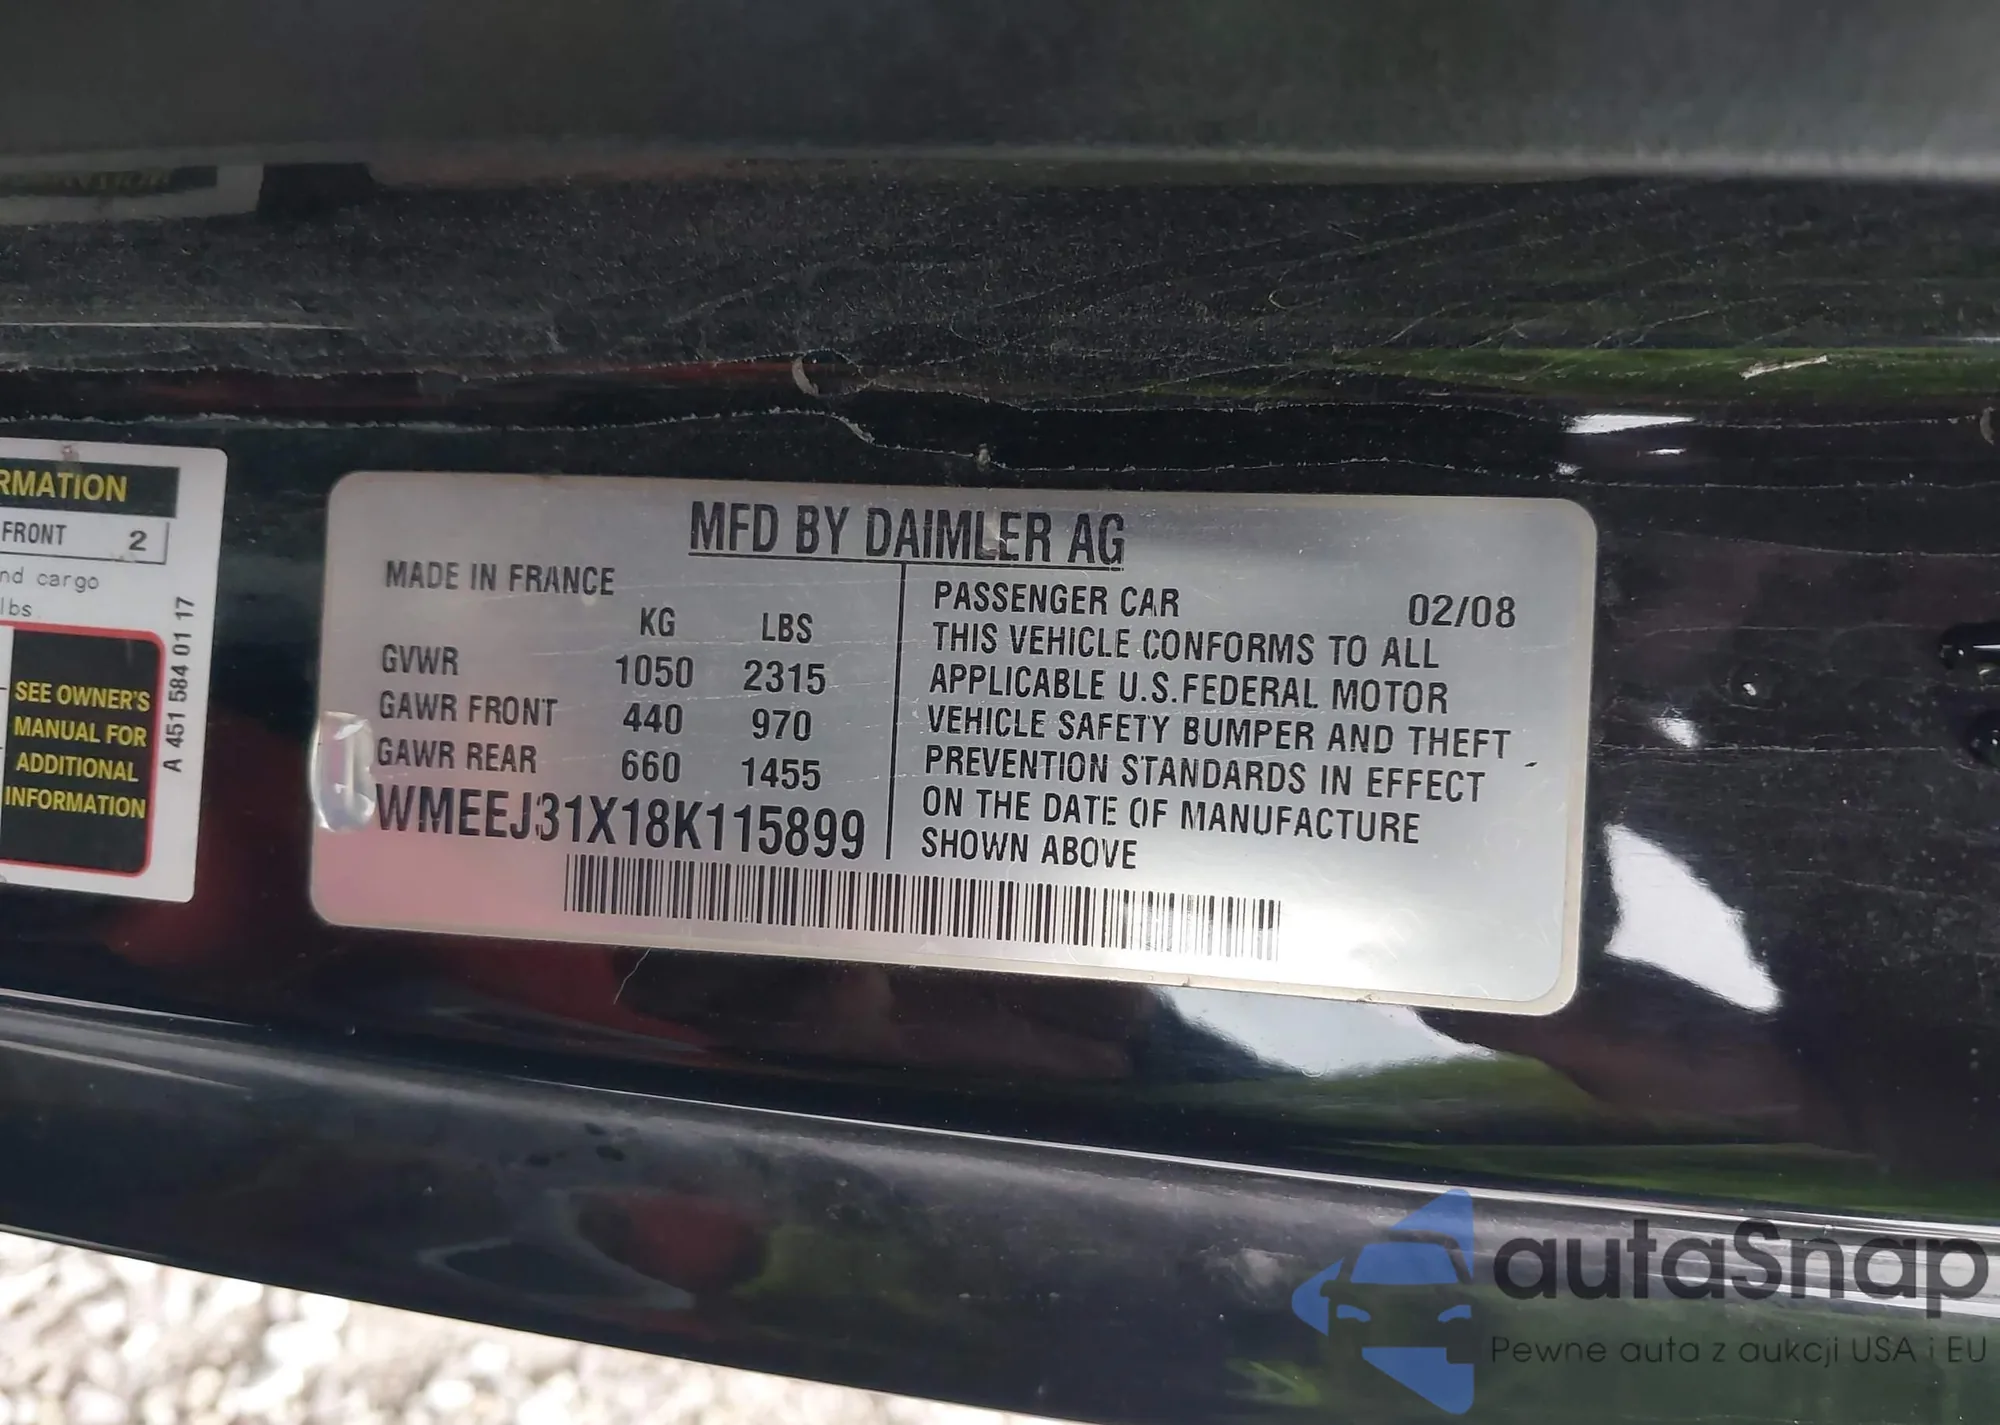 RMATION
FRONT 2
nd cargo
lbs
SEE OWNER'S
MANUAL FOR
ADDITIONAL
INFORMATION
A 451 584 01 17
MFD BY DAIMLER AG
MADE IN FRANCE
KG LBS
GVWR 1050 2315
GAWR FRONT 440 970
GAWR REAR 660 1455
WMEEJ31X18K115899
PASSENGER CAR 02/08
THIS VEHICLE CONFORMS TO ALL
APPLICABLE U.S.FEDERAL MOTOR
VEHICLE SAFETY BUMPER AND THEFT
PREVENTION STANDARDS IN EFFECT
ON THE DATE OF MANUFACTURE
SHOWN ABOVE
autaSnap
Pewne auta z aukcji USA i EU